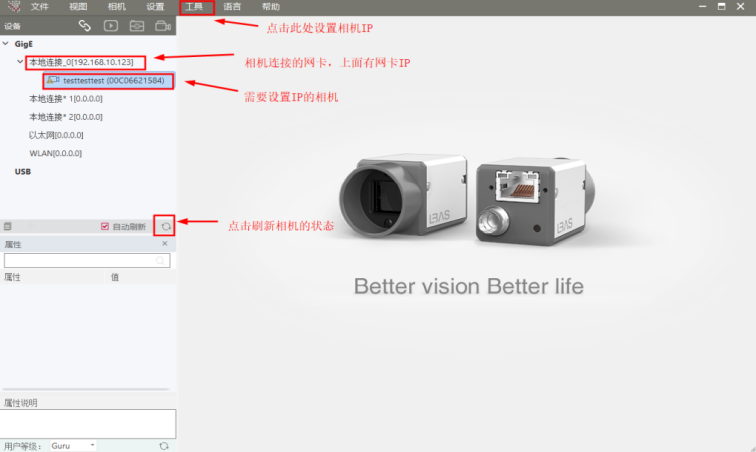 文件 视图 相机 设置 工具 语言 帮助
设备
点击此处设置相机IP
GigE
本地连接_0[192.168.10.123]
相机连接的网卡，上面有网卡IP
testtesttest (00C06621584)
需要设置IP的相机
本地连接* 1[0.0.0.0]
本地连接* 2[0.0.0.0]
以太网[0.0.0.0]
WLAN[0.0.0.0]
USB
自动刷新
点击刷新相机的状态
属性
属性 值
LBAS
LBAS
Better vision Better life
属性说明
用户等级： Guru